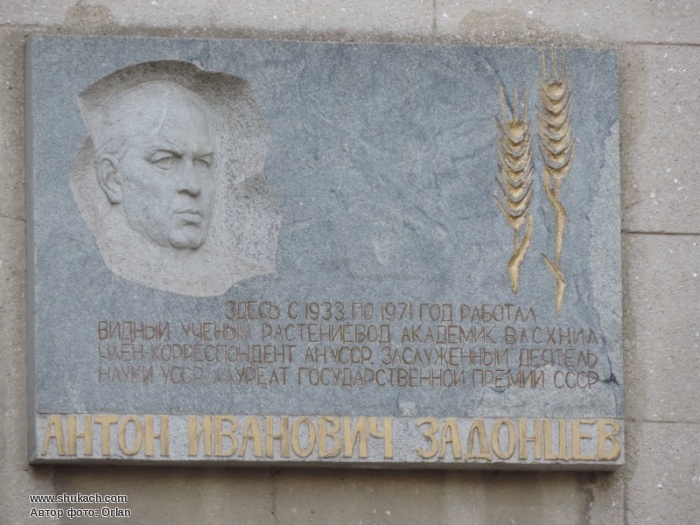 ЗДЕСЬ С 1933 ПО 1971 ГОД РАБОТАЛ
ВИДНЫЙ УЧЕНЫЙ РАСТЕНИЕВОД АКАДЕМИК ВАСХНИЛ
ЧЛЕН-КОРРЕСПОНДЕНТ АН УССР, ЗАСЛУЖЕННЫЙ ДЕЯТЕЛЬ
НАУКИ УССР, ЛАУРЕАТ ГОСУДАРСТВЕННОЙ ПРЕМИИ СССР
АНТОН ИВАНОВИЧ ЗАДОНЦЕВ
www.shukach.com
Автор фото: Orlan